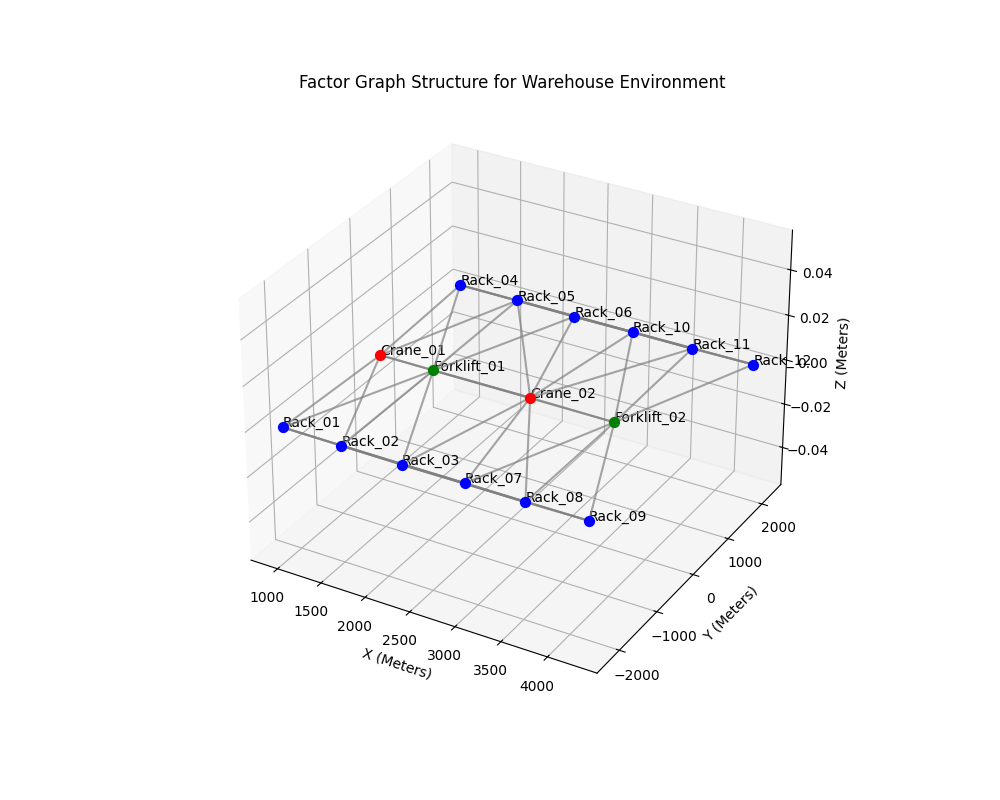 Factor Graph Structure for Warehouse Environment
Rack_04
Rack_05
Rack_06
Rack_10
Rack_11
Rack_12
Crane_01
Forklift_01
Crane_02
Forklift_02
Rack_01
Rack_02
Rack_03
Rack_07
Rack_08
Rack_09
0.04
0.02
0.00
−0.02
−0.04
Z (Meters)
2000
1000
0
−1000
−2000
Y (Meters)
1000
1500
2000
2500
3000
3500
4000
X (Meters)